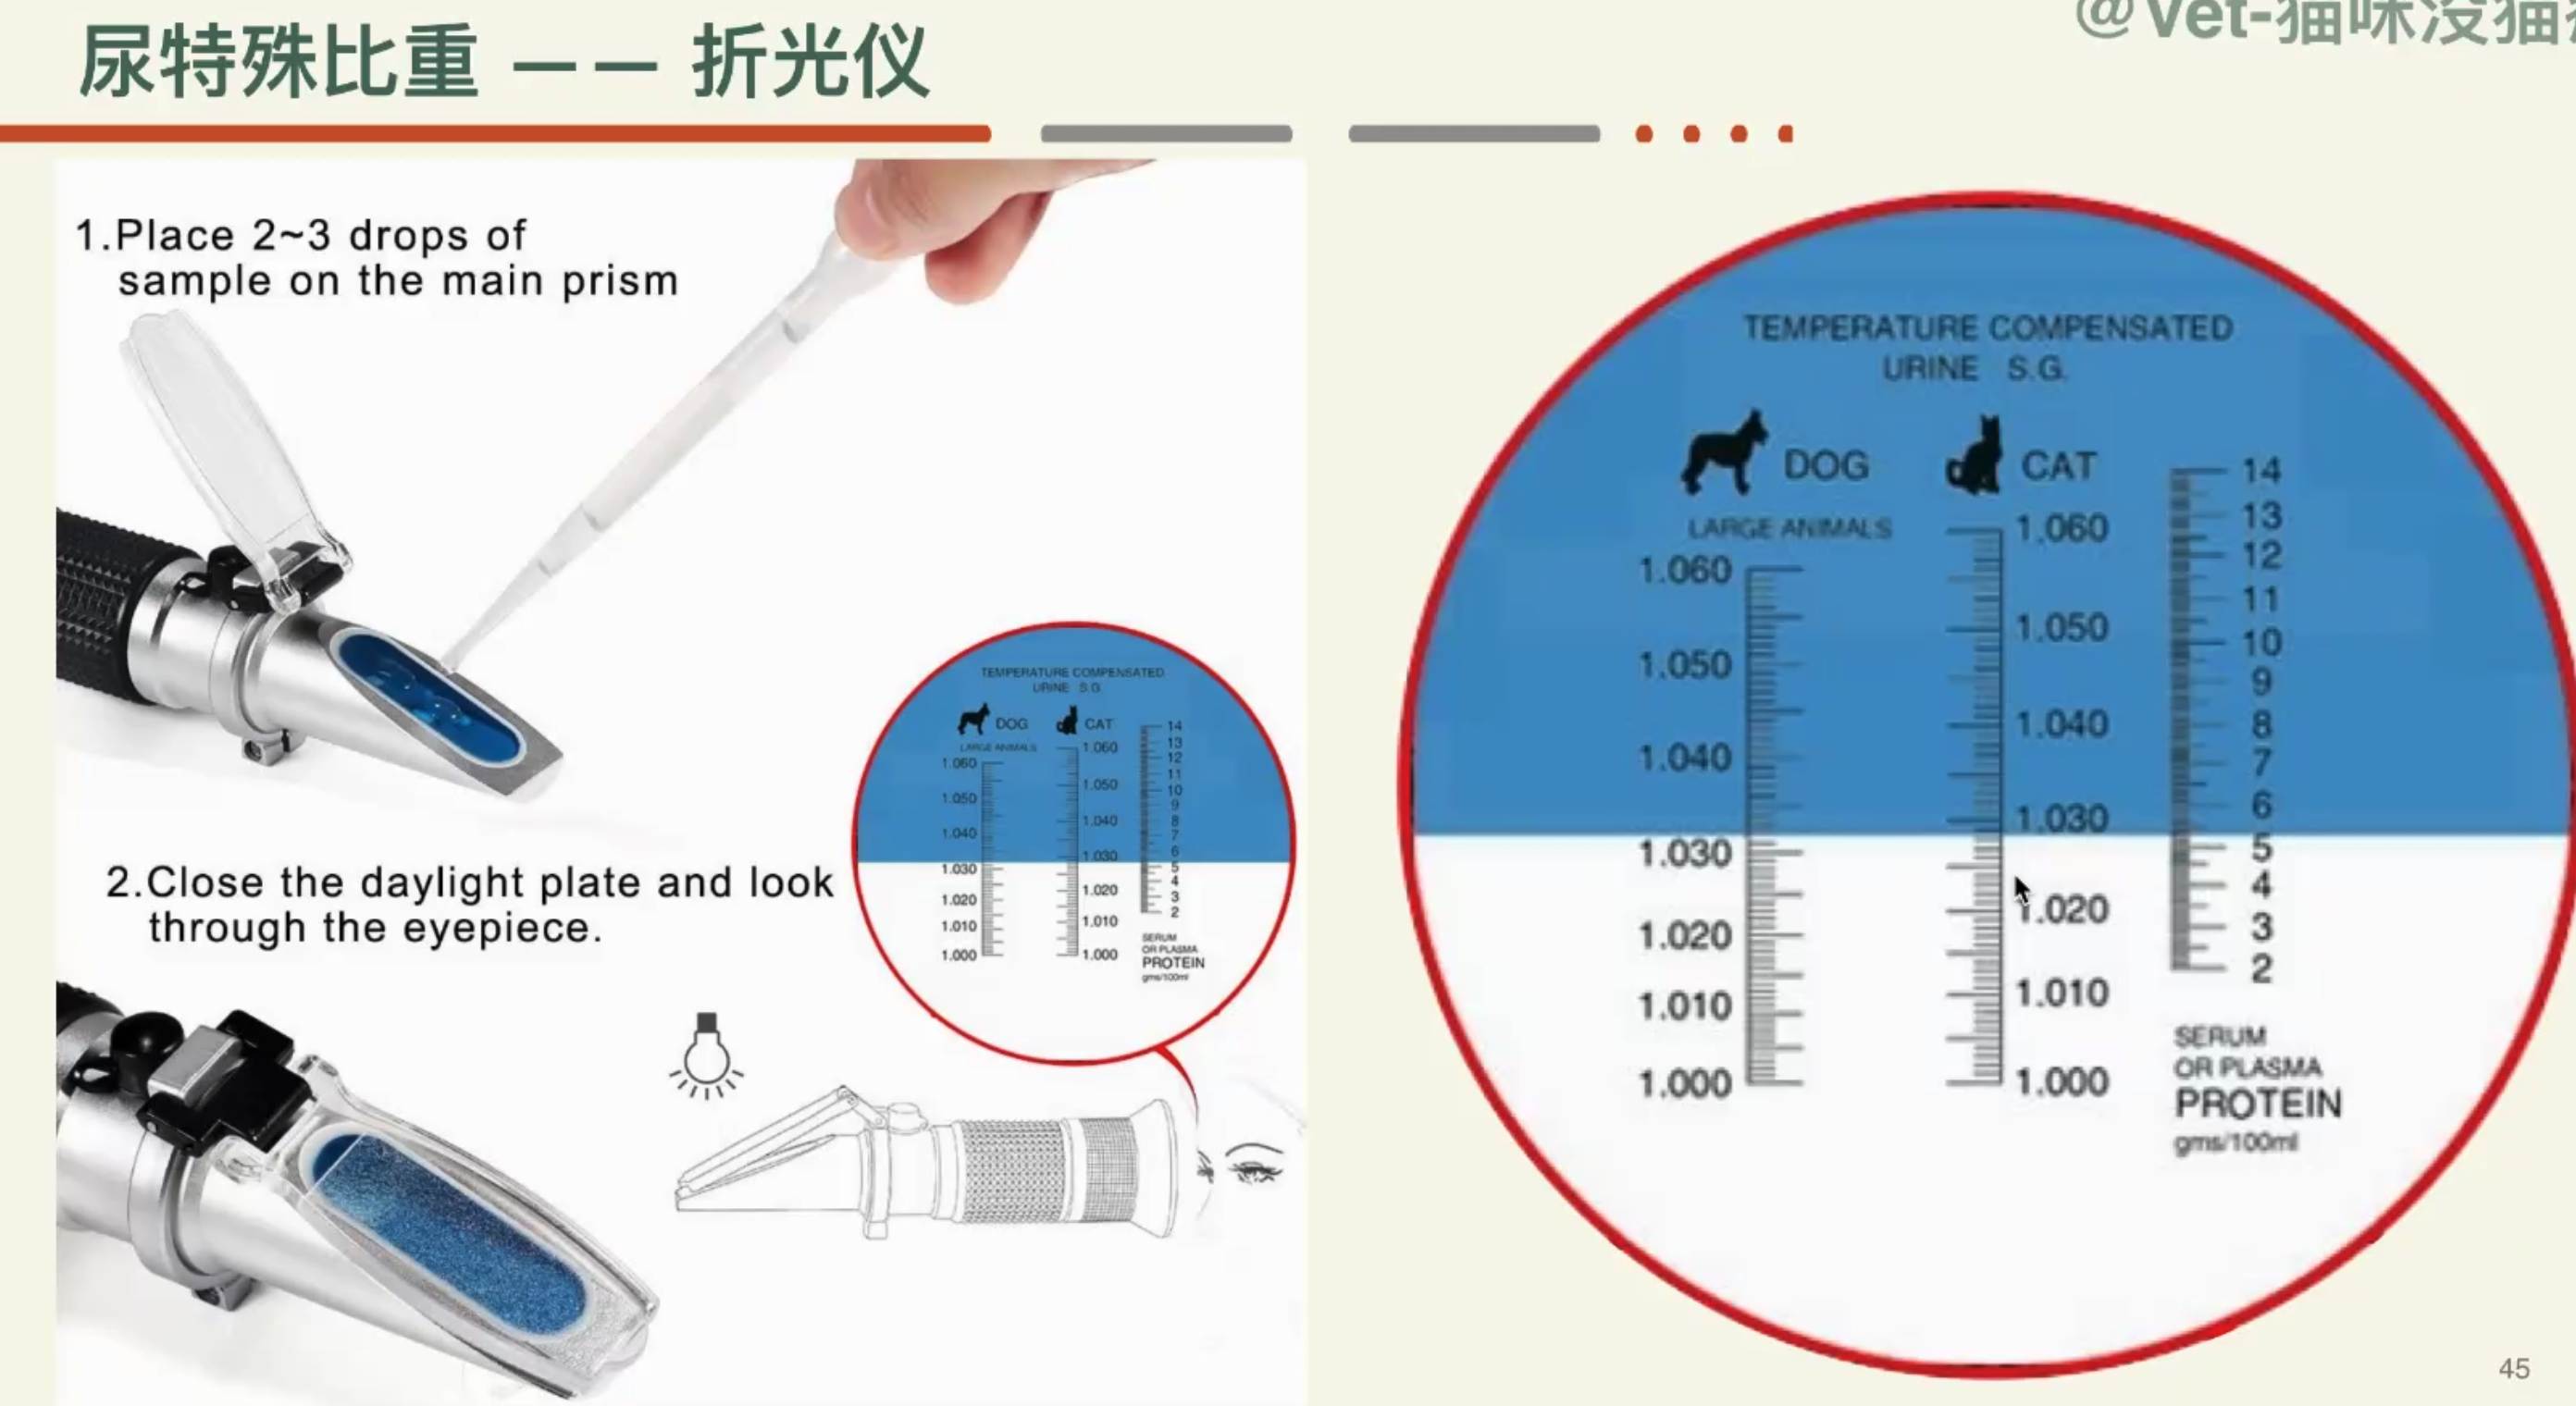 尿特殊比重 —— 折光仪
@Vet-猫咪没猫
1.Place 2~3 drops of
sample on the main prism
2.Close the daylight plate and look
through the eyepiece.
TEMPERATURE COMPENSATED
URINE S.G.
DOG
CAT
LARGE ANIMALS
1.060
1.050
1.040
1.030
1.020
1.010
1.000
1.060
1.050
1.040
1.030
1.020
1.010
1.000
14
13
12
11
10
9
8
7
6
5
4
3
2
SERUM
OR PLASMA
PROTEIN
gms/100ml
TEMPERATURE COMPENSATED
URINE S.G.
DOG
CAT
LARGE ANIMALS
1.060
1.050
1.040
1.030
1.020
1.010
1.000
1.060
1.050
1.040
1.030
1.020
1.010
1.000
14
13
12
11
10
9
8
7
6
5
4
3
2
SERUM
OR PLASMA
PROTEIN
gms/100ml
45